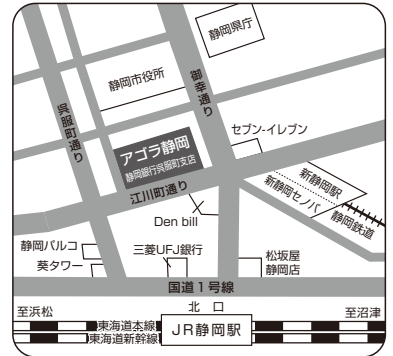 静岡県庁
静岡市役所
御幸通り
呉服町通り
セブン-イレブン
アゴラ静岡
静岡銀行呉服町支店
新静岡駅
新静岡セノバ
静岡鉄道
江川町通り
Den bill
静岡パルコ
葵タワー
三菱UFJ銀行
松坂屋
静岡店
国道1号線
至浜松
北口
至沼津
東海道本線
東海道新幹線
JR静岡駅